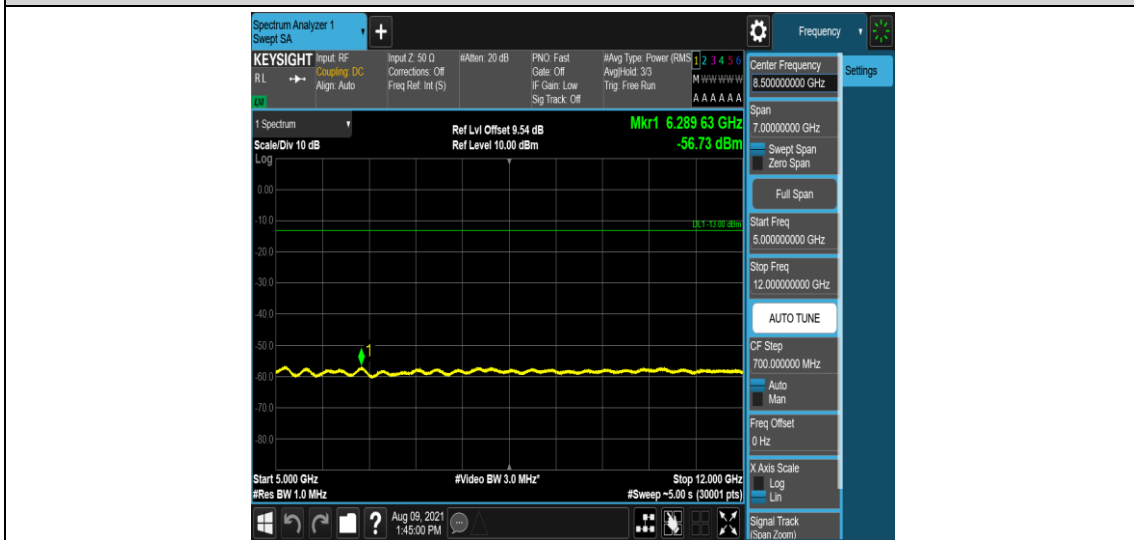 Spectrum Analyzer 1
Swept SA
+
Frequency
KEYSIGHT
RL
Input: RF
Coupling: DC
Align: Auto
Input Z: 50 Ω
Corrections: Off
Freq Ref: Int (S)
#Atten: 20 dB
PNO: Fast
Gate: Off
IF Gain: Low
Sig Track: Off
#Avg Type: Power (RMS
Avg|Hold: 3/3
Trig: Free Run
1 2 3 4 5 6
M W W W W W
A A A A A A
1 Spectrum
Scale/Div 10 dB
Ref Lvl Offset 9.54 dB
Ref Level 10.00 dBm
Mkr1 6.289 63 GHz
-56.73 dBm
Log
0.00
-10.0
DL1 -13.00 dBm
-20.0
-30.0
-40.0
-50.0
1
-60.0
-70.0
-80.0
Start 5.000 GHz
#Video BW 3.0 MHz*
Stop 12.000 GHz
#Res BW 1.0 MHz
#Sweep ~5.00 s (30001 pts)
?
Aug 09, 2021
1:45:00 PM
Center Frequency
8.500000000 GHz
Settings
Span
7.00000000 GHz
Swept Span
Zero Span
Full Span
Start Freq
5.000000000 GHz
Stop Freq
12.000000000 GHz
AUTO TUNE
CF Step
700.000000 MHz
Auto
Man
Freq Offset
0 Hz
X Axis Scale
Log
Lin
Signal Track
(Span Zoom)